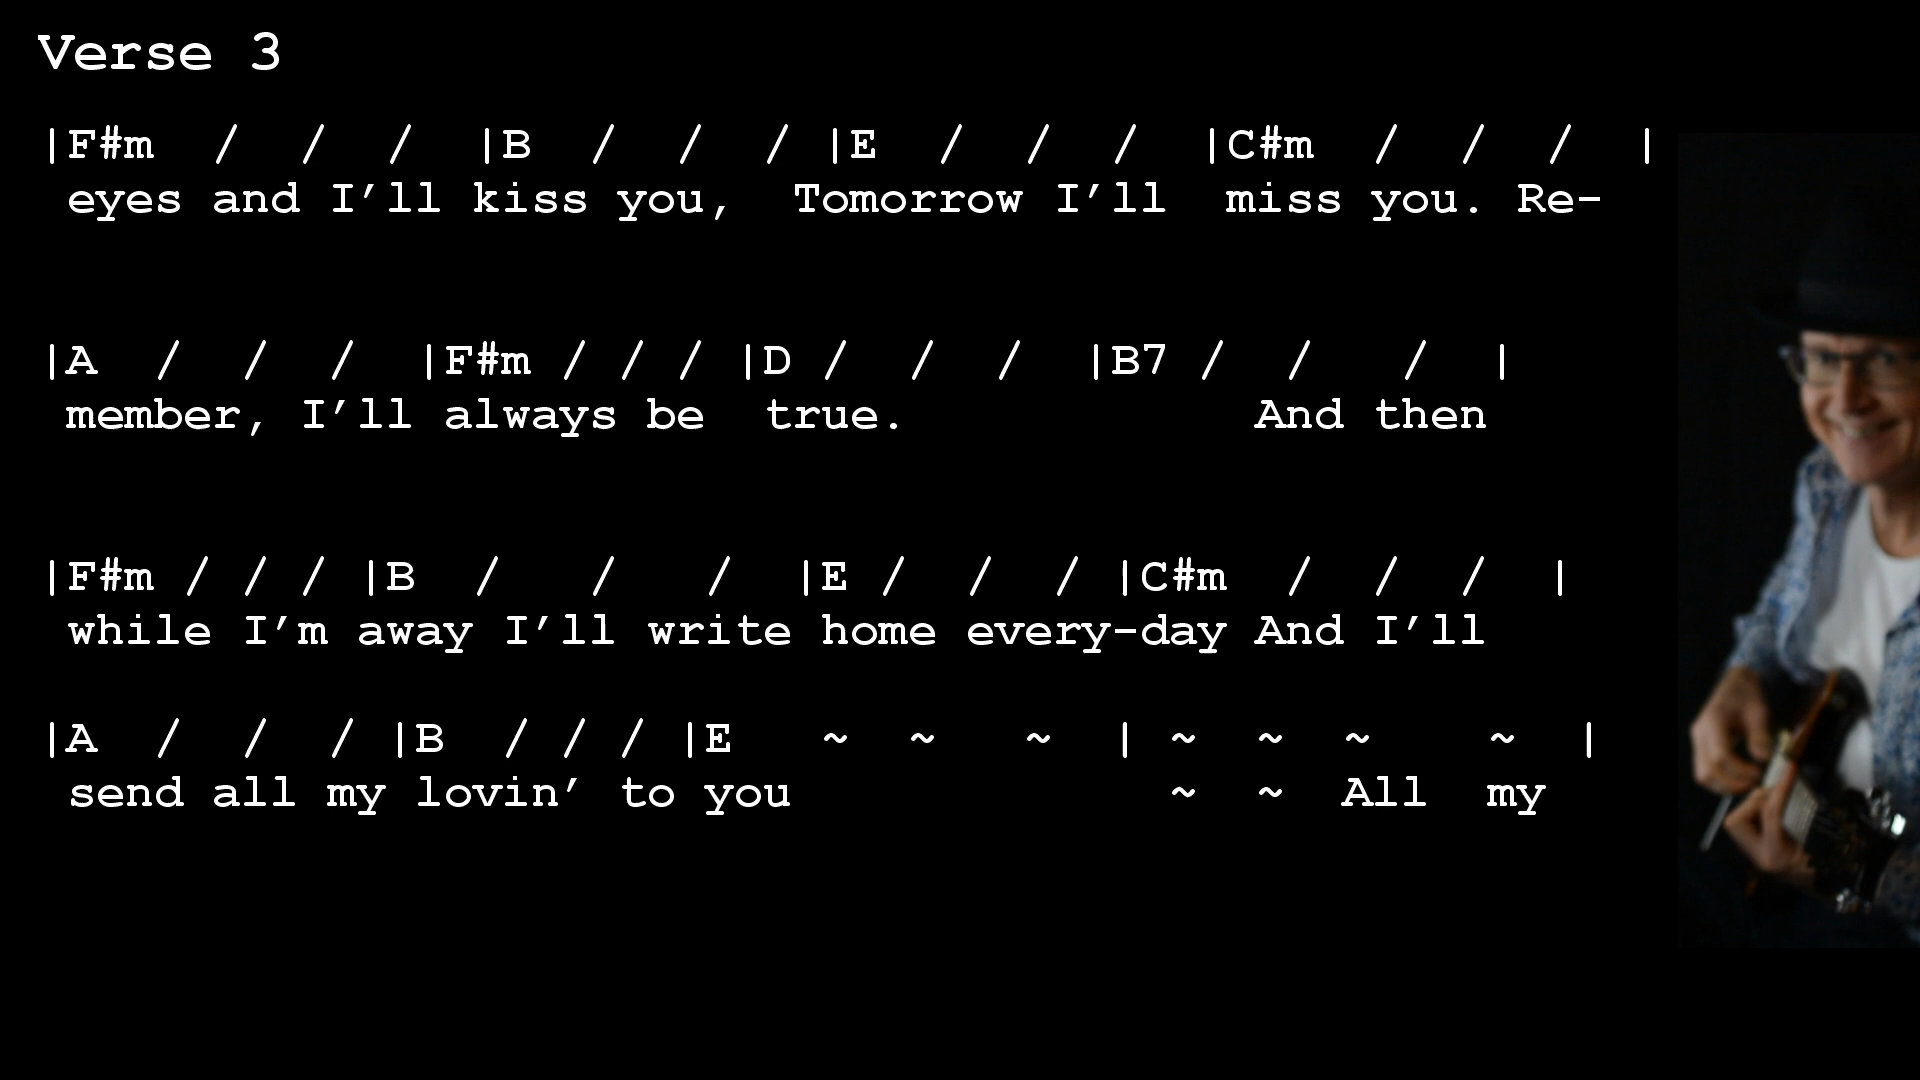 Verse 3
|F#m / / / |B / / / |E / / / |C#m / / / |
eyes and I’ll kiss you, Tomorrow I’ll miss you. Re-
|A / / / |F#m / / / |D / / / |B7 / / / |
member, I’ll always be true. And then
|F#m / / / |B / / / |E / / / |C#m / / / |
while I’m away I’ll write home every-day And I’ll
|A / / / |B / / / |E ~ ~ ~ | ~ ~ ~ ~ |
send all my lovin’ to you ~ ~ All my